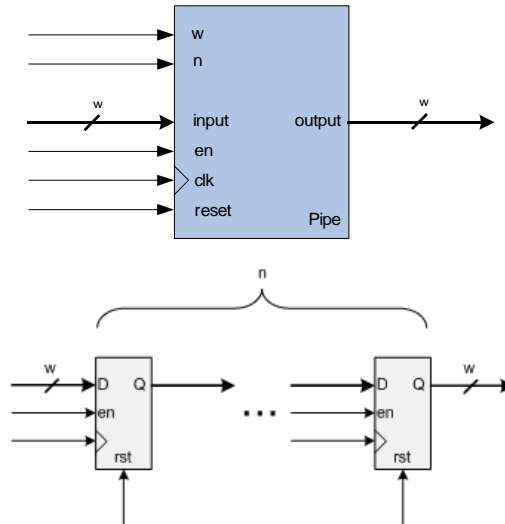 w
n
w
input
output
w
en
clk
reset
Pipe
n
w
D
Q
en
rst
...
D
Q
en
rst
w